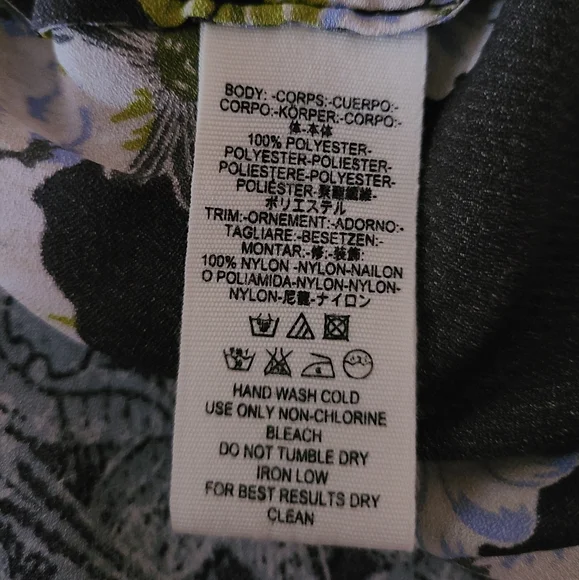 BODY: -CORPS:-CUERPO:-
CORPO:-KÖRPER:-CORPO:-
体-本体
100% POLYESTER-
POLYESTER-POLIESTER-
POLIESTERE-POLIESTER-
POLIÉSTER-聚酯纖維-
ポリエステル
TRIM:-ORNEMENT:-ADORNO:-
TAGLIARE:-BESETZEN:-
MONTAR:-修:-装飾:
100% NYLON -NYLON-NAILON
O POLIAMIDA-NYLON-NYLON-
NYLON-尼龍-ナイロン
HAND WASH COLD
USE ONLY NON-CHLORINE
BLEACH
DO NOT TUMBLE DRY
IRON LOW
FOR BEST RESULTS DRY
CLEAN